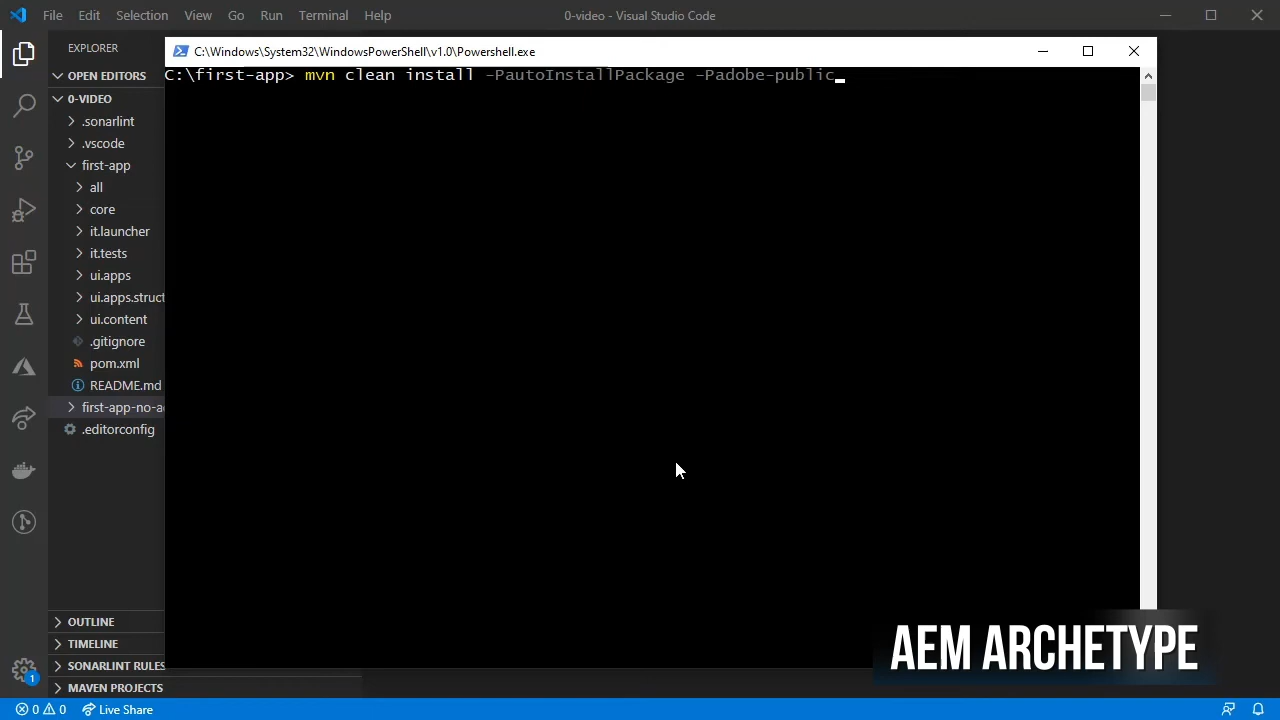 File Edit Selection View Go Run Terminal Help
0-video - Visual Studio Code
EXPLORER
OPEN EDITORS
0-VIDEO
.sonarlint
.vscode
first-app
all
core
it.launcher
it.tests
ui.apps
ui.apps.struct
ui.content
.gitignore
pom.xml
README.md
first-app-no-a
.editorconfig
OUTLINE
TIMELINE
SONARLINT RULES
MAVEN PROJECTS
C:\Windows\System32\WindowsPowerShell\v1.0\Powershell.exe
C:\first-app> mvn clean install -PautoInstallPackage -Padobe-public
AEM ARCHETYPE
1
0 0 Live Share